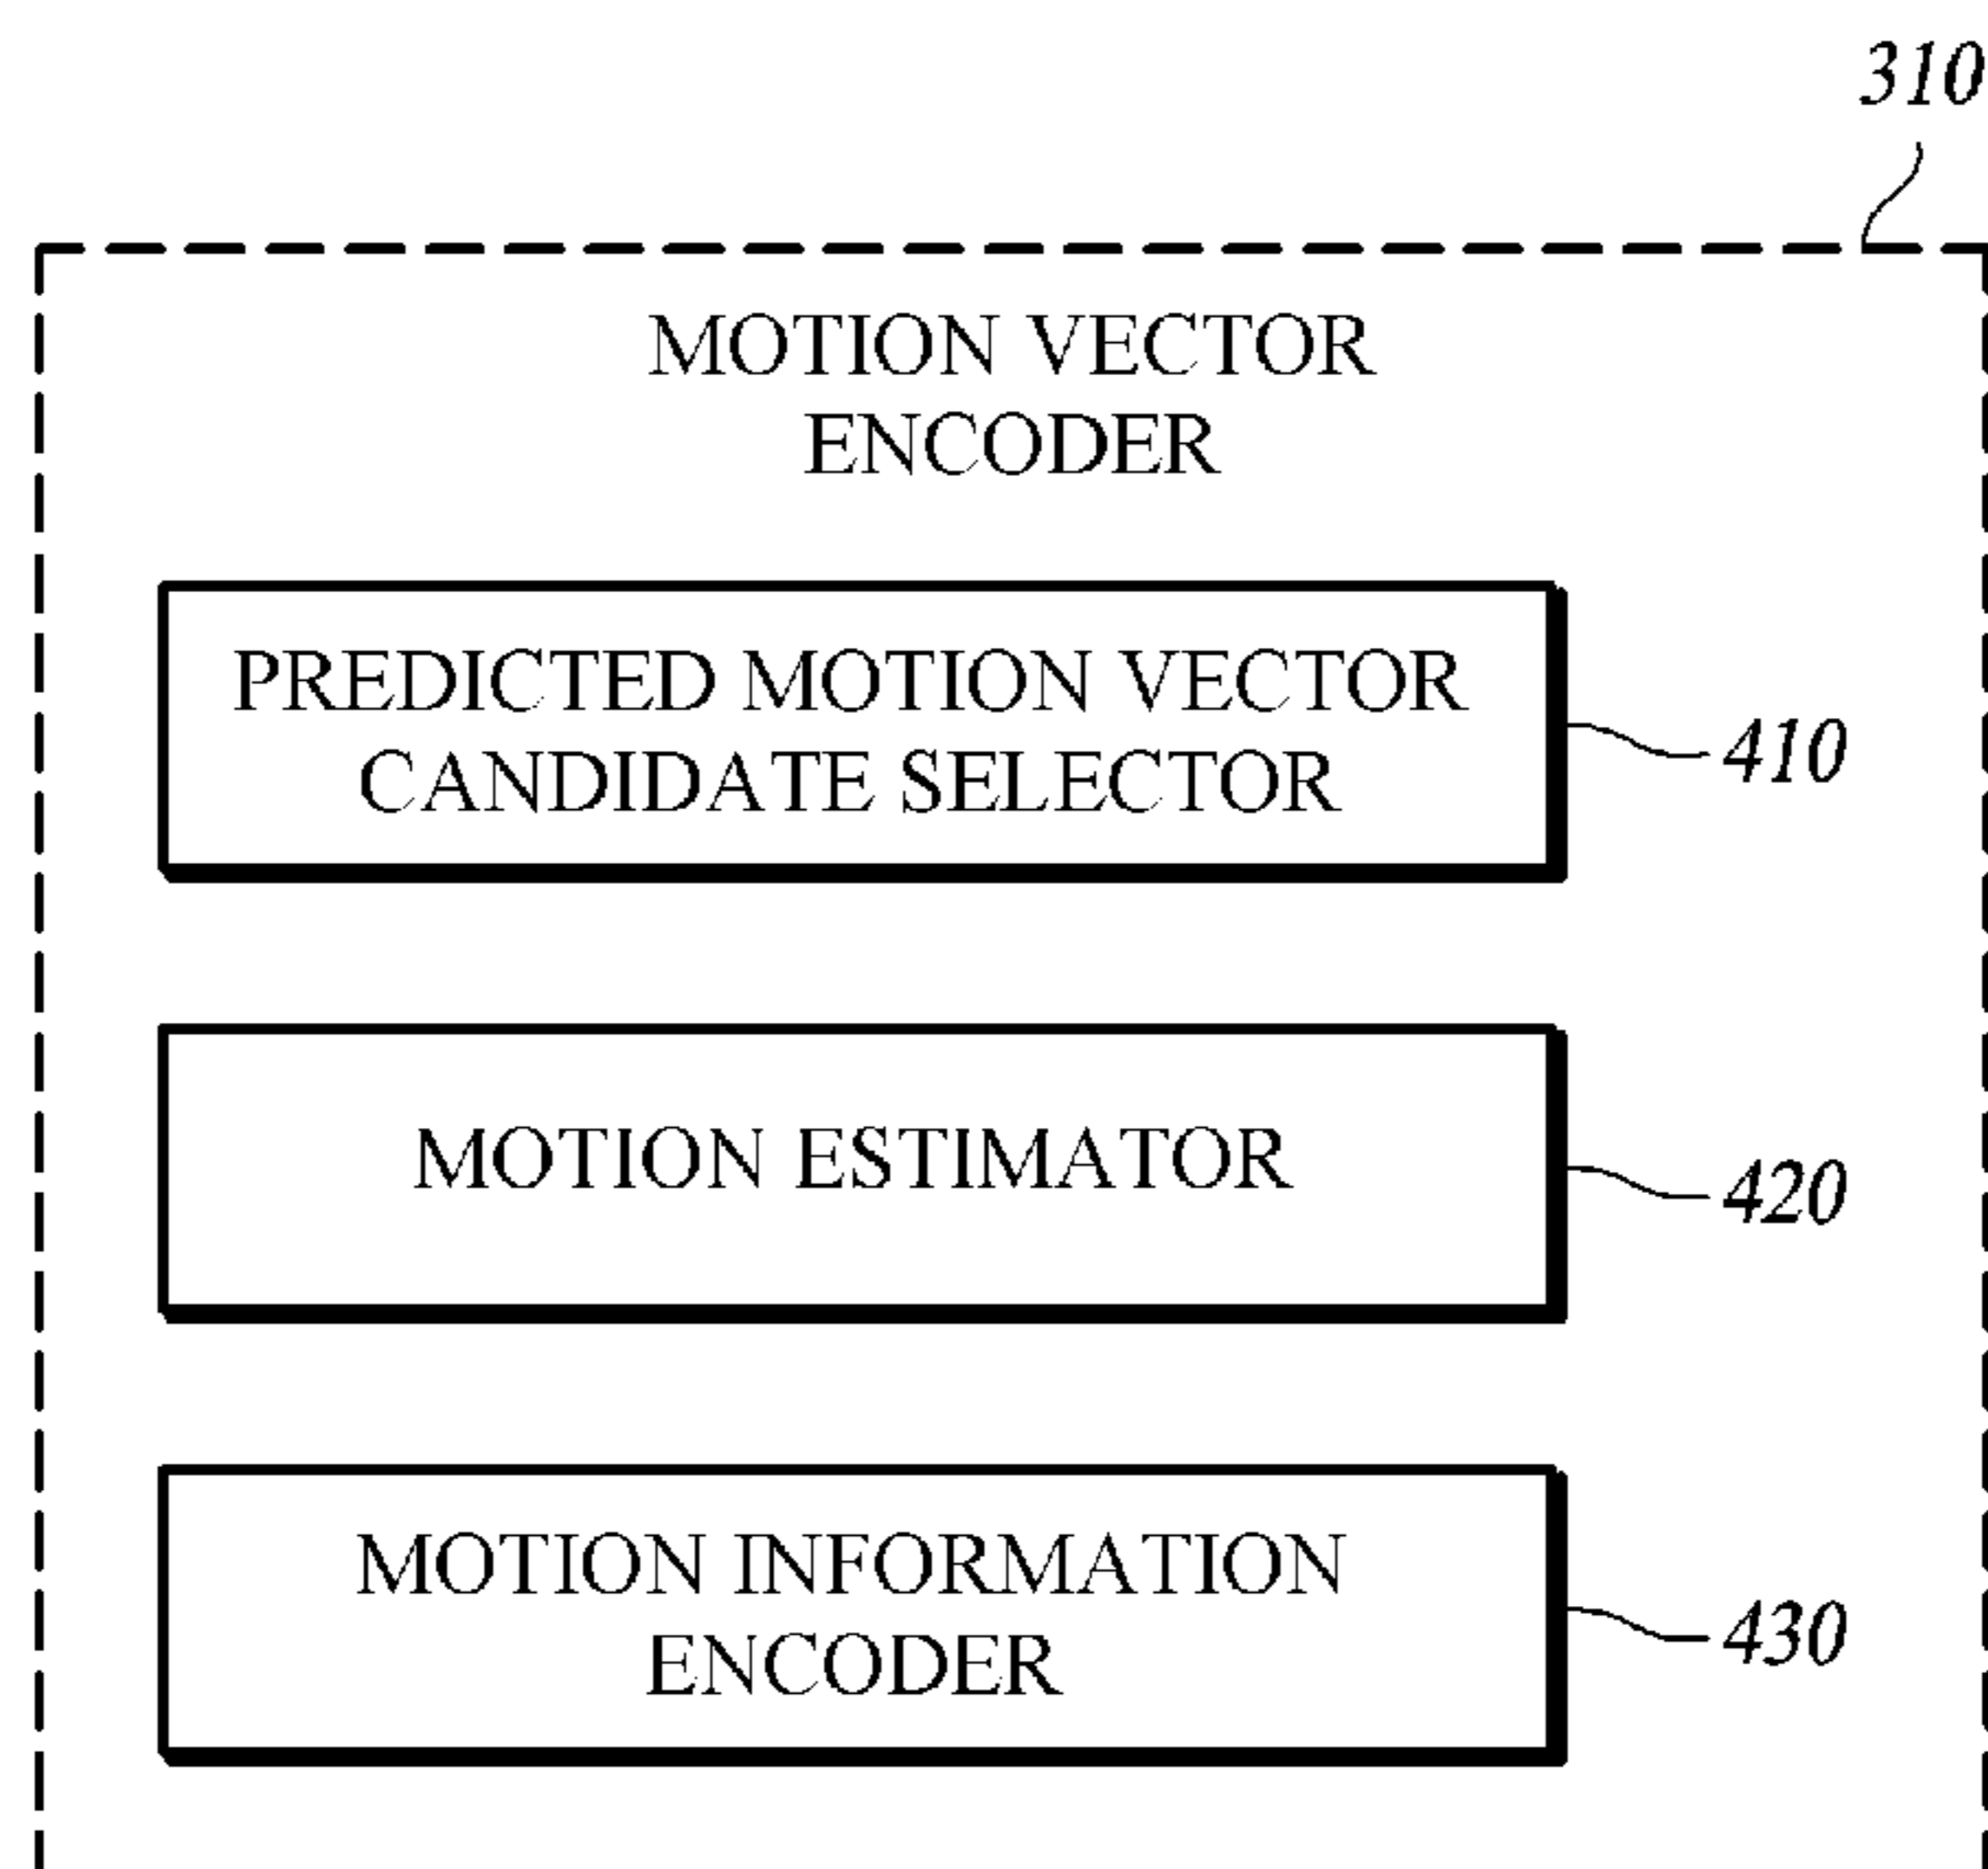 310
MOTION VECTOR
ENCODER
PREDICTED MOTION VECTOR
CANDIDATE SELECTOR
410
MOTION ESTIMATOR
420
MOTION INFORMATION
ENCODER
430